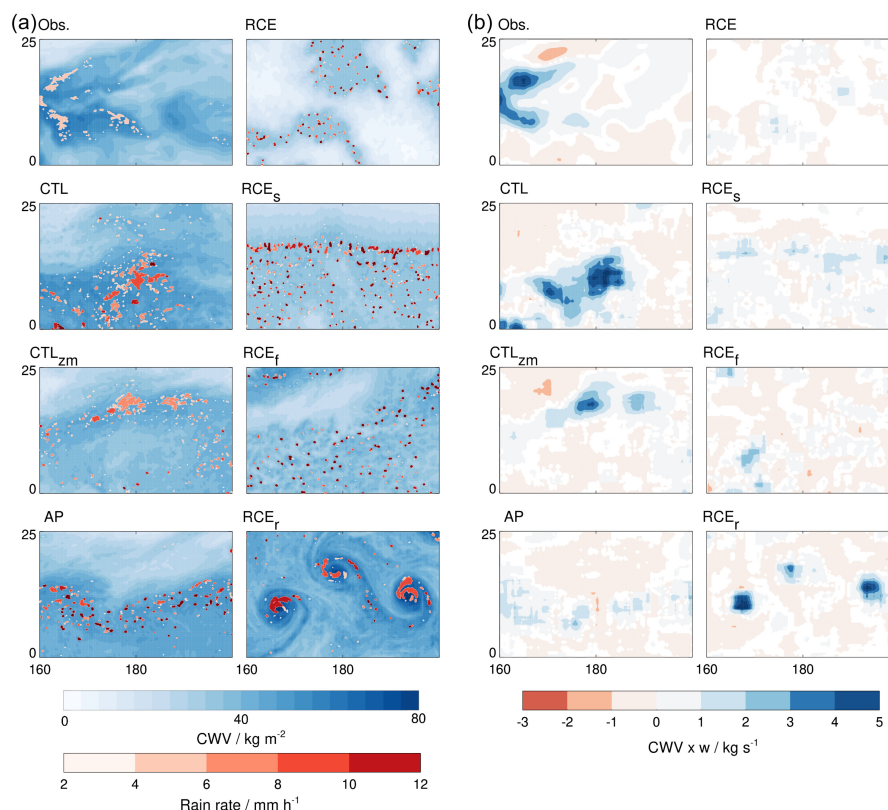 (a)
(b)
Obs.
RCE
Obs.
RCE
25
0
25
0
CTL
RCEs
CTL
RCEs
25
0
25
0
CTLzm
RCEf
CTLzm
RCEf
25
0
25
0
AP
RCEr
AP
RCEr
25
0
25
0
160 180 180
160 180 180
0 40 80
CWV / kg m⁻²
2 4 6 8 10 12
Rain rate / mm h⁻¹
-3 -2 -1 0 1 2 3 4 5
CWV x w / kg s⁻¹